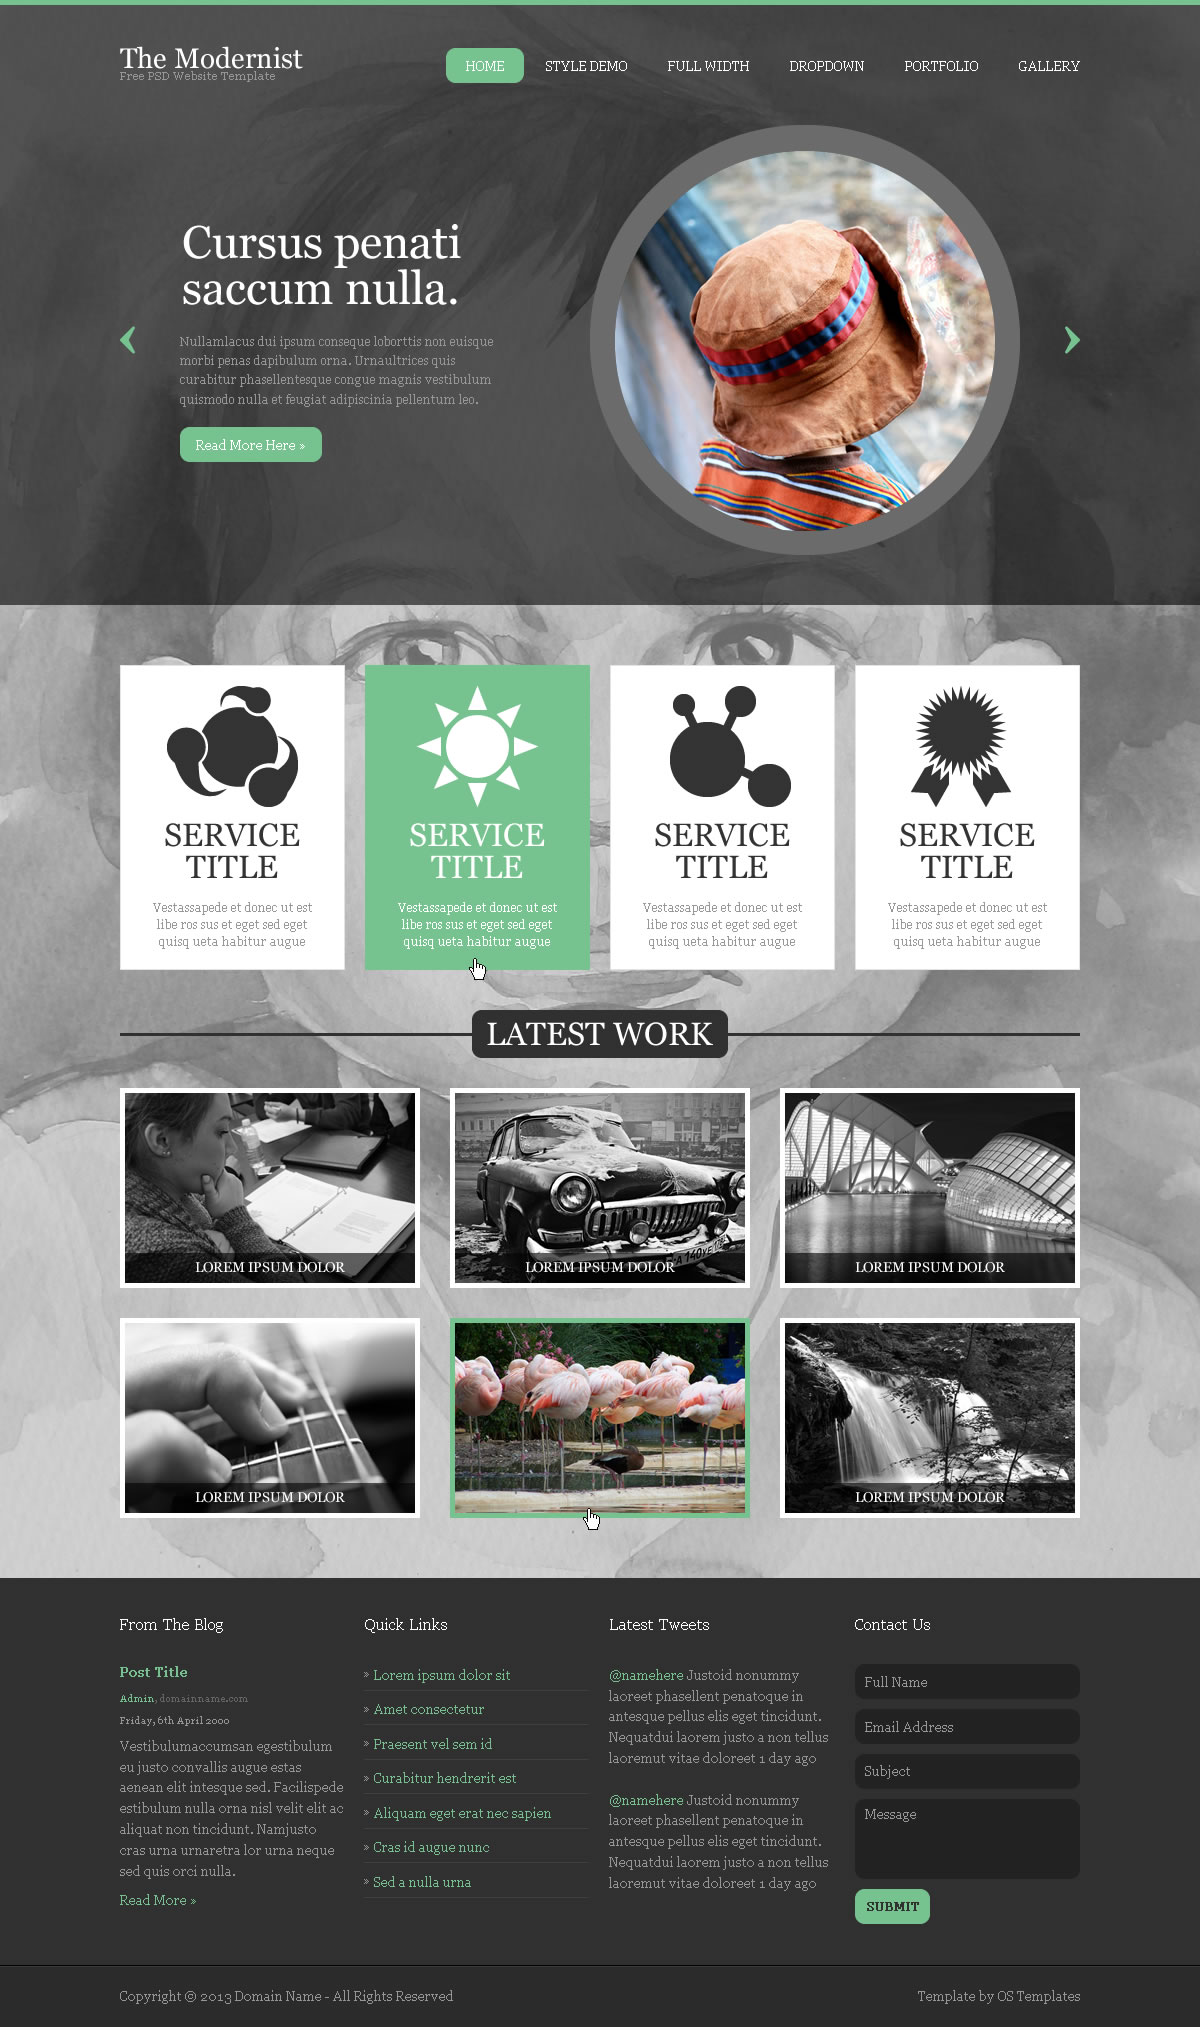 The Modernist
Free PSD Website Template
HOME
STYLE DEMO
FULL WIDTH
DROPDOWN
PORTFOLIO
GALLERY
Cursus penati
saccum nulla.
Nullamlacus dui ipsum conseque loborttis non euisque
morbi penas dapibulum orna. Urnaultrices quis
curabitur phasellentesque congue magnis vestibulum
quismodo nulla et feugiat adipiscinia pellentum leo.
Read More Here »
SERVICE
TITLE
Vestassapede et donec ut est
libe ros sus et eget sed eget
quisq ueta habitur augue
SERVICE
TITLE
Vestassapede et donec ut est
libe ros sus et eget sed eget
quisq ueta habitur augue
SERVICE
TITLE
Vestassapede et donec ut est
libe ros sus et eget sed eget
quisq ueta habitur augue
SERVICE
TITLE
Vestassapede et donec ut est
libe ros sus et eget sed eget
quisq ueta habitur augue
LATEST WORK
LOREM IPSUM DOLOR
LOREM IPSUM DOLOR
LOREM IPSUM DOLOR
LOREM IPSUM DOLOR
LOREM IPSUM DOLOR
From The Blog
Post Title
Admin, domainname.com
Friday, 6th April 2000
Vestibulumaccumsan egestibulum
eu justo convallis augue estas
aenean elit intesque sed. Facilispede
estibulum nulla orna nisl velit elit ac
aliquat non tincidunt. Namjusto
cras urna urnaretra lor urna neque
sed quis orci nulla.
Read More »
Quick Links
» Lorem ipsum dolor sit
» Amet consectetur
» Praesent vel sem id
» Curabitur hendrerit est
» Aliquam eget erat nec sapien
» Cras id augue nunc
» Sed a nulla urna
Latest Tweets
@namehere Justoid nonummy
laoreet phasellent penatoque in
antesque pellus elis eget tincidunt.
Nequatdui laorem justo a non tellus
laoremut vitae doloreet 1 day ago
@namehere Justoid nonummy
laoreet phasellent penatoque in
antesque pellus elis eget tincidunt.
Nequatdui laorem justo a non tellus
laoremut vitae doloreet 1 day ago
Contact Us
Full Name
Email Address
Subject
Message
SUBMIT
Copyright © 2013 Domain Name - All Rights Reserved
Template by OS Templates